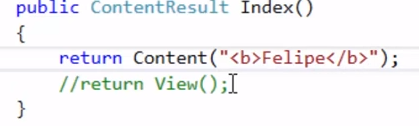 public ContentResult Index()
{
return Content("<b>Felipe</b>");
//return View();
}